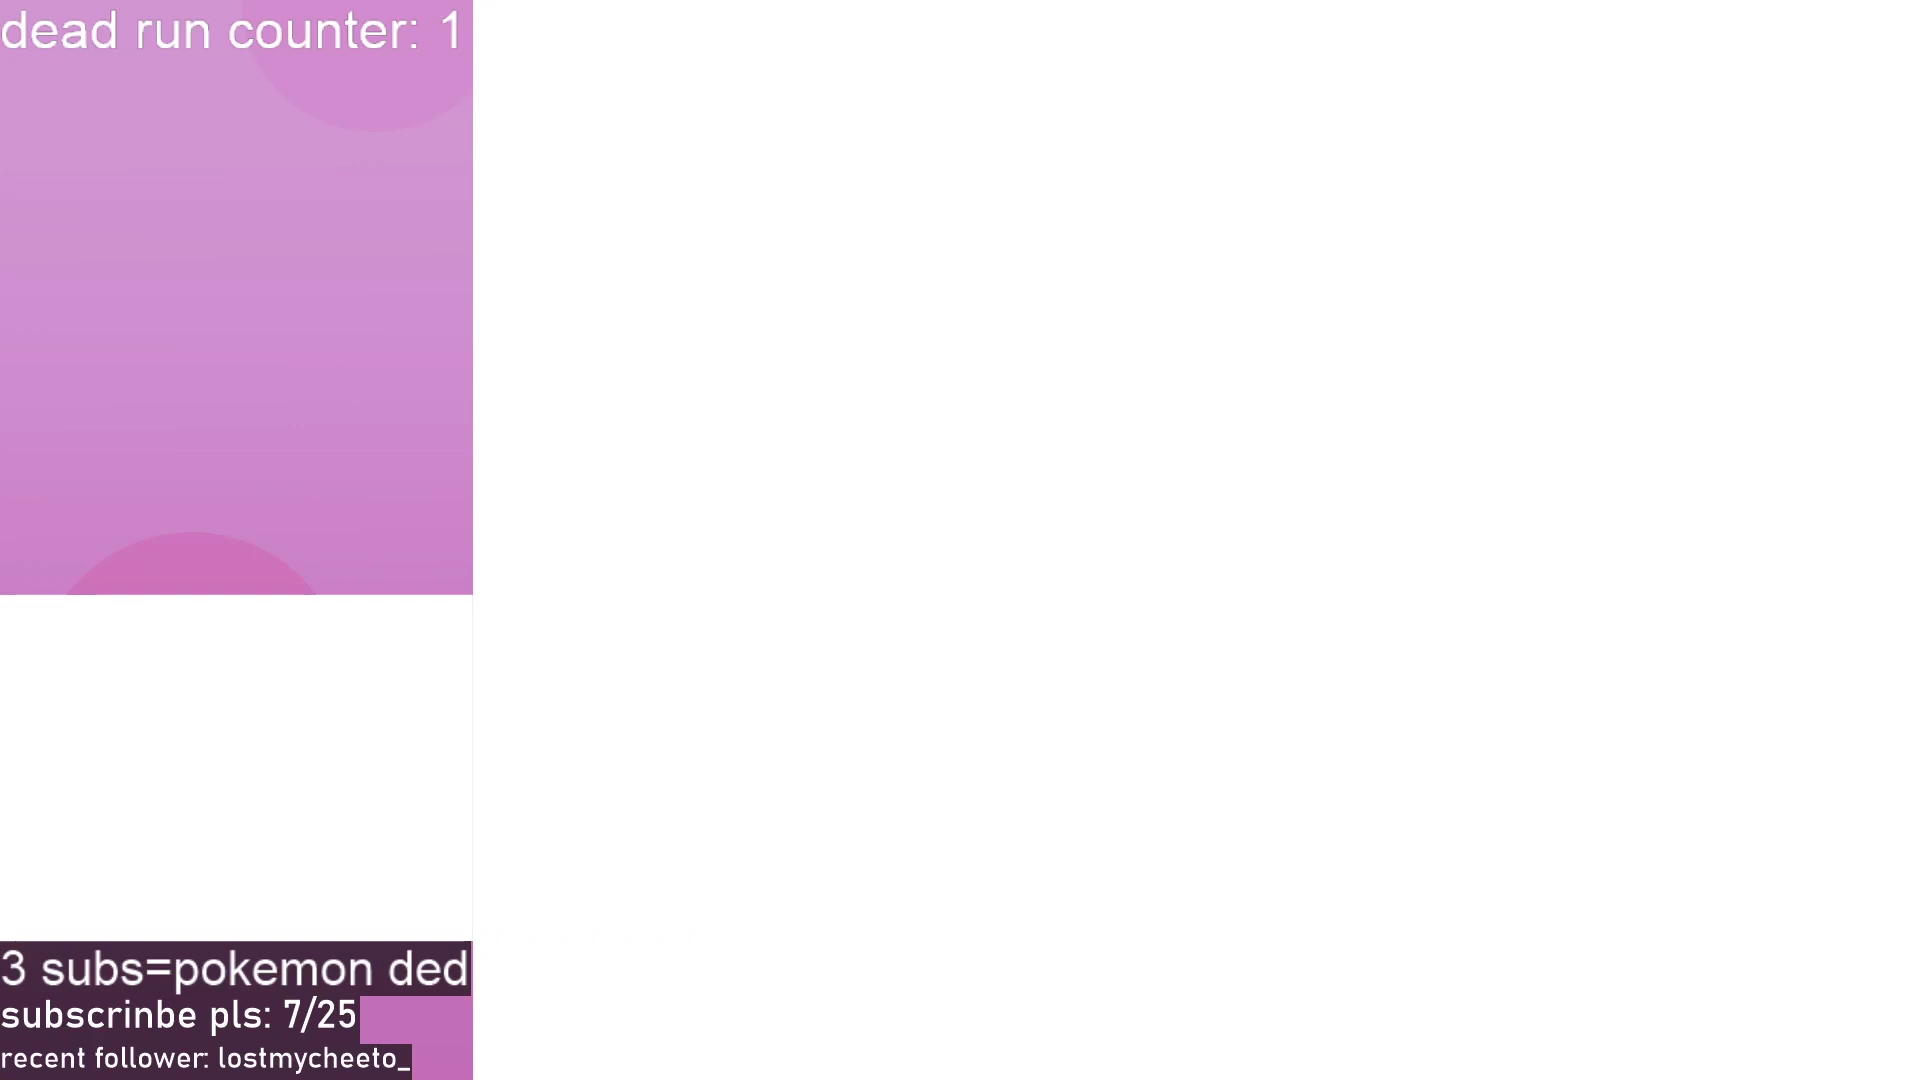 dead run counter: 1
3 subs=pokemon ded
subscrinbe pls: 7/25
recent follower: lostmycheeto_